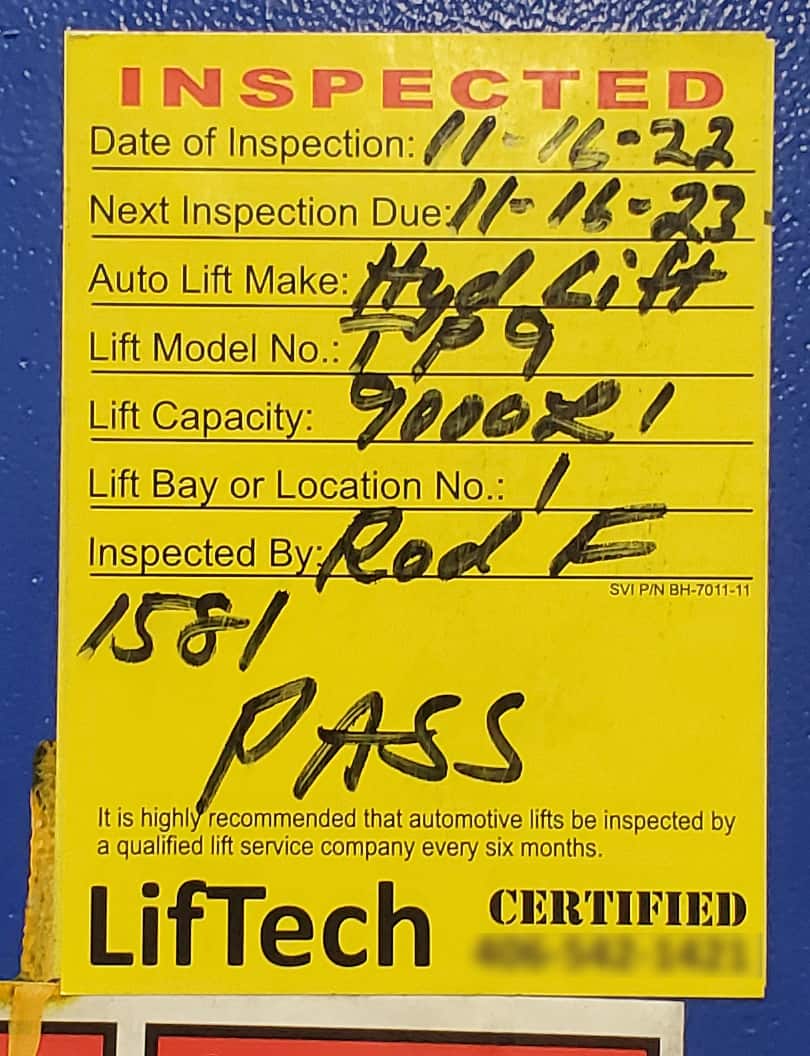 INSPECTED
Date of Inspection: 11-16-22
Next Inspection Due: 11-16-23
Auto Lift Make: Hyd Lift
Lift Model No.: TP9
Lift Capacity: 9000
Lift Bay or Location No.: 1
Inspected By: Rod F
SVI P/N BH-7011-11
1581
PASS
It is highly recommended that automotive lifts be inspected by
a qualified lift service company every six months.
LifTech
CERTIFIED